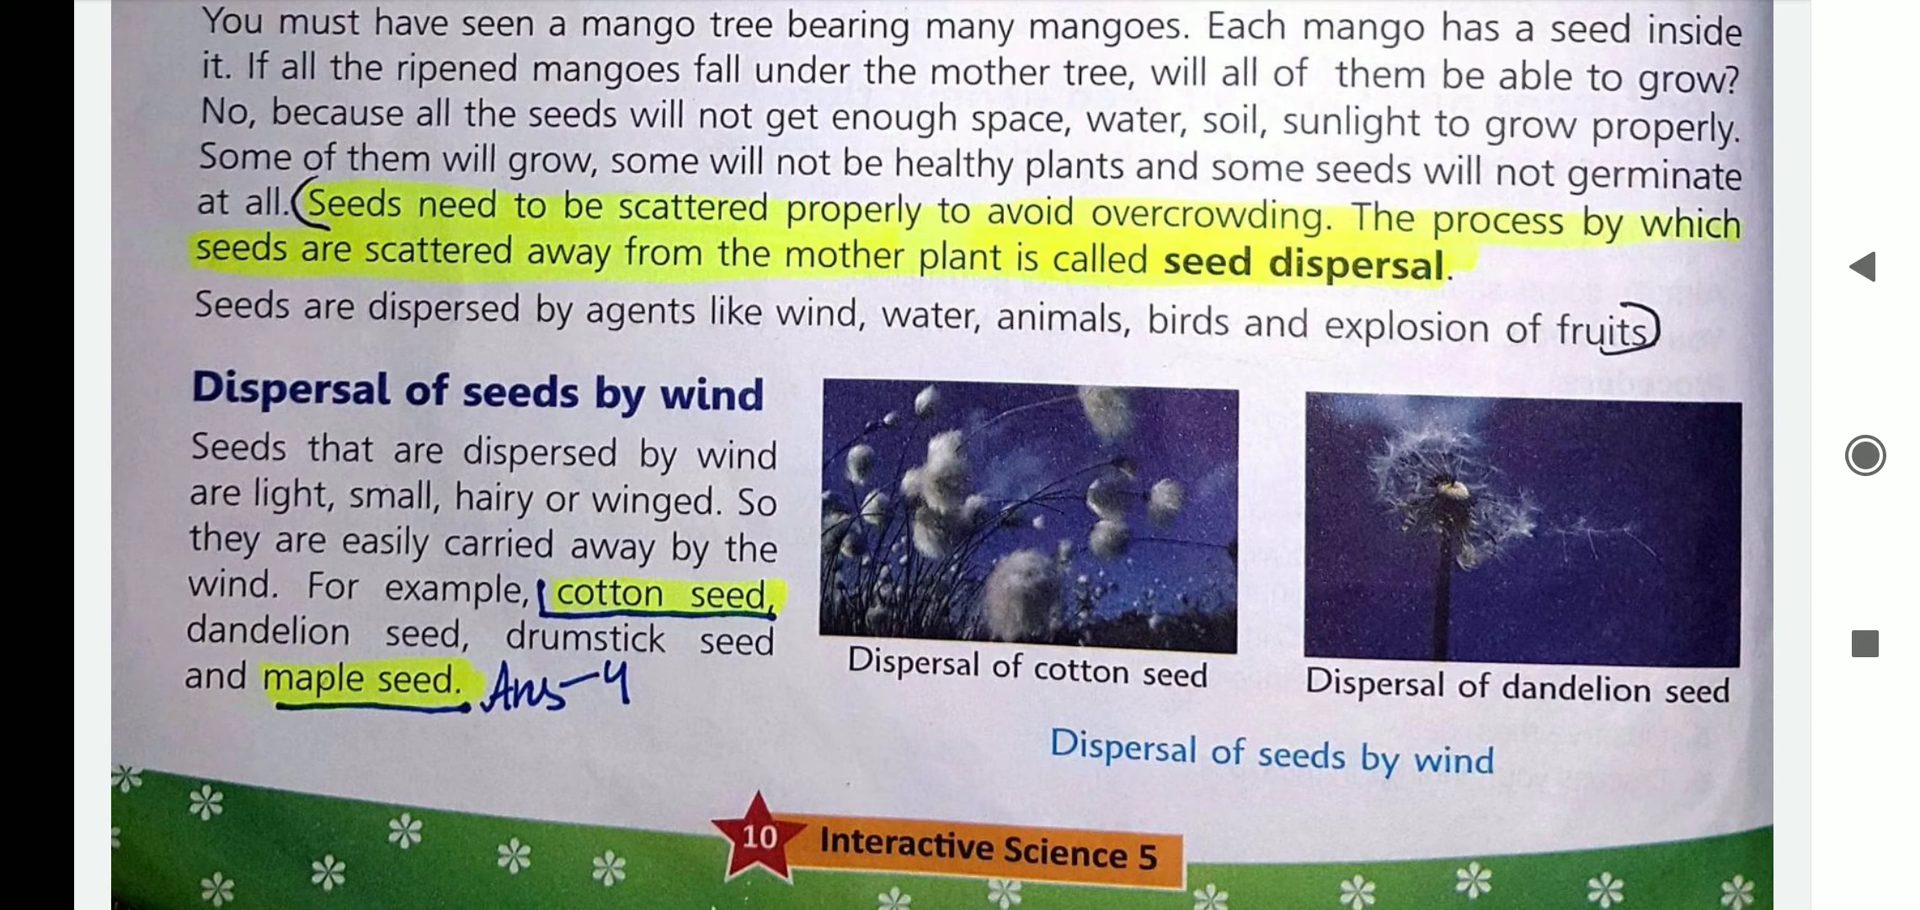 You must have seen a mango tree bearing many mangoes. Each mango has a seed inside
it. If all the ripened mangoes fall under the mother tree, will all of them be able to grow?
No, because all the seeds will not get enough space, water, soil, sunlight to grow properly.
Some of them will grow, some will not be healthy plants and some seeds will not germinate
at all. (Seeds need to be scattered properly to avoid overcrowding. The process by which
seeds are scattered away from the mother plant is called seed dispersal.
Seeds are dispersed by agents like wind, water, animals, birds and explosion of fruits)
Dispersal of seeds by wind
Seeds that are dispersed by wind
are light, small, hairy or winged. So
they are easily carried away by the
wind. For example, cotton seed,
dandelion seed, drumstick seed
and maple seed. Ans-4
Dispersal of cotton seed
Dispersal of dandelion seed
Dispersal of seeds by wind
10 Interactive Science 5